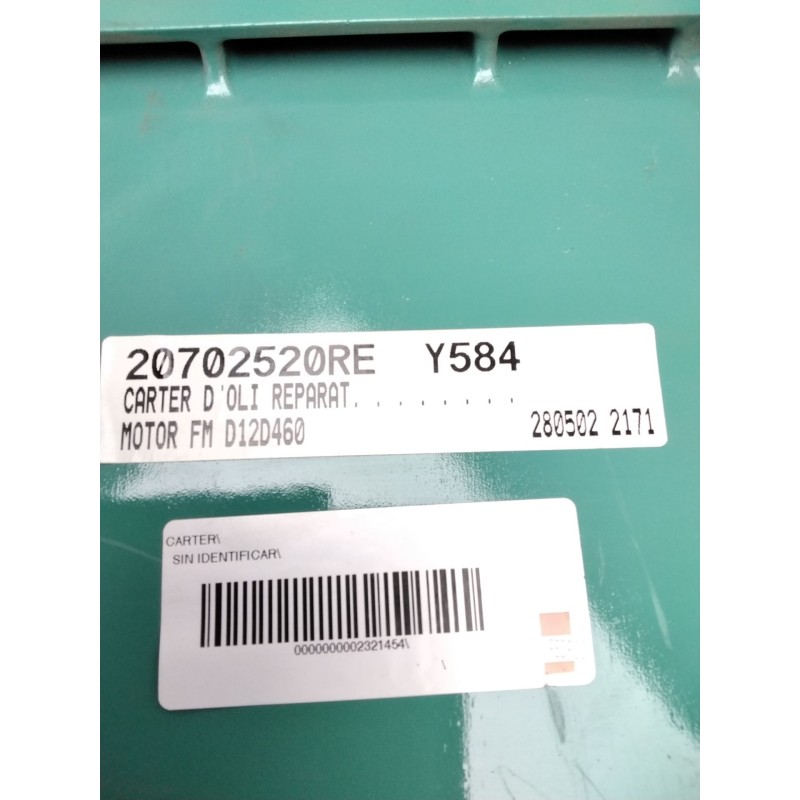 20702520RE Y584
CARTER D'OLI REPARAT........
MOTOR FM D12D460 280502 2171
CARTER\
SIN IDENTIFICAR\
0000000002321454\
\